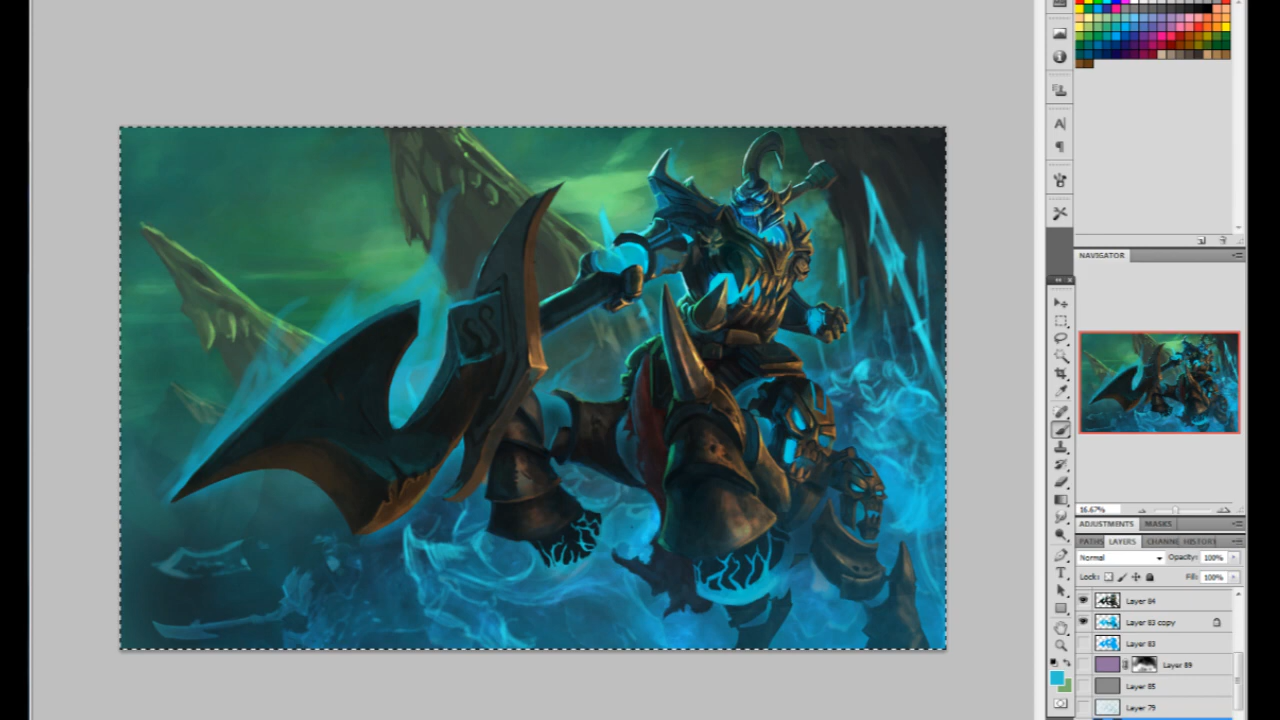 NAVIGATOR
16.67%
ADJUSTMENTS MASKS
PATHS LAYERS CHANNE HISTORY
Normal Opacity: 100%
Lock: Fill: 100%
Layer 84
Layer 83 copy
Layer 83
Layer 89
Layer 85
Layer 79